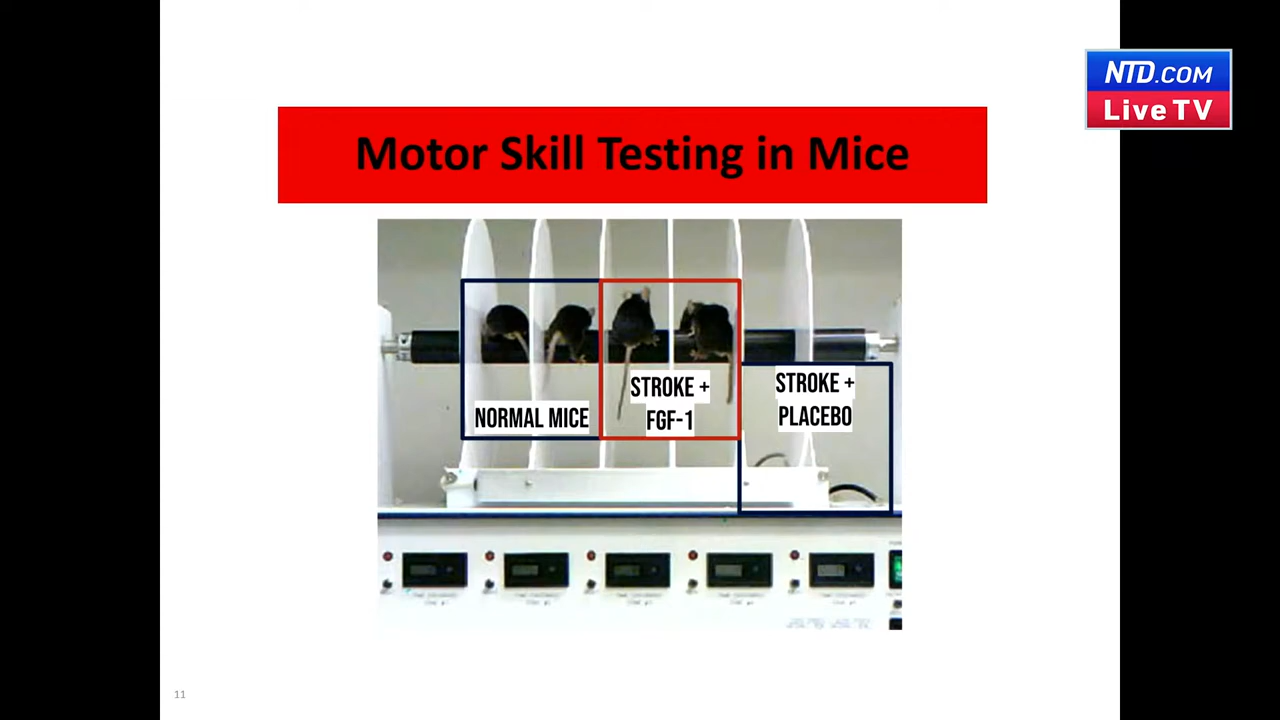 NTD.COM
Live TV
Motor Skill Testing in Mice
STROKE +
FGF-1
STROKE +
PLACEBO
NORMAL MICE
11